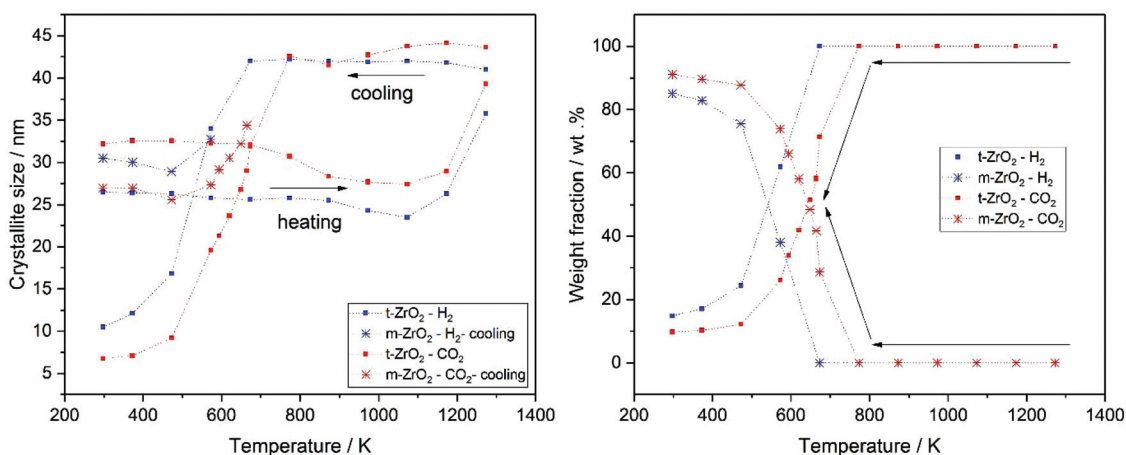 Crystallite size / nm
45
40
35
30
25
20
15
10
5
cooling
heating
t-ZrO₂ - H₂
m-ZrO₂ - H₂- cooling
t-ZrO₂ - CO₂
m-ZrO₂ - CO₂- cooling
200 400 600 800 1000 1200 1400
Temperature / K
Weight fraction / wt .%
100
80
60
40
20
0
t-ZrO₂ - H₂
m-ZrO₂ - H₂
t-ZrO₂ - CO₂
m-ZrO₂ - CO₂
200 400 600 800 1000 1200 1400
Temperature / K